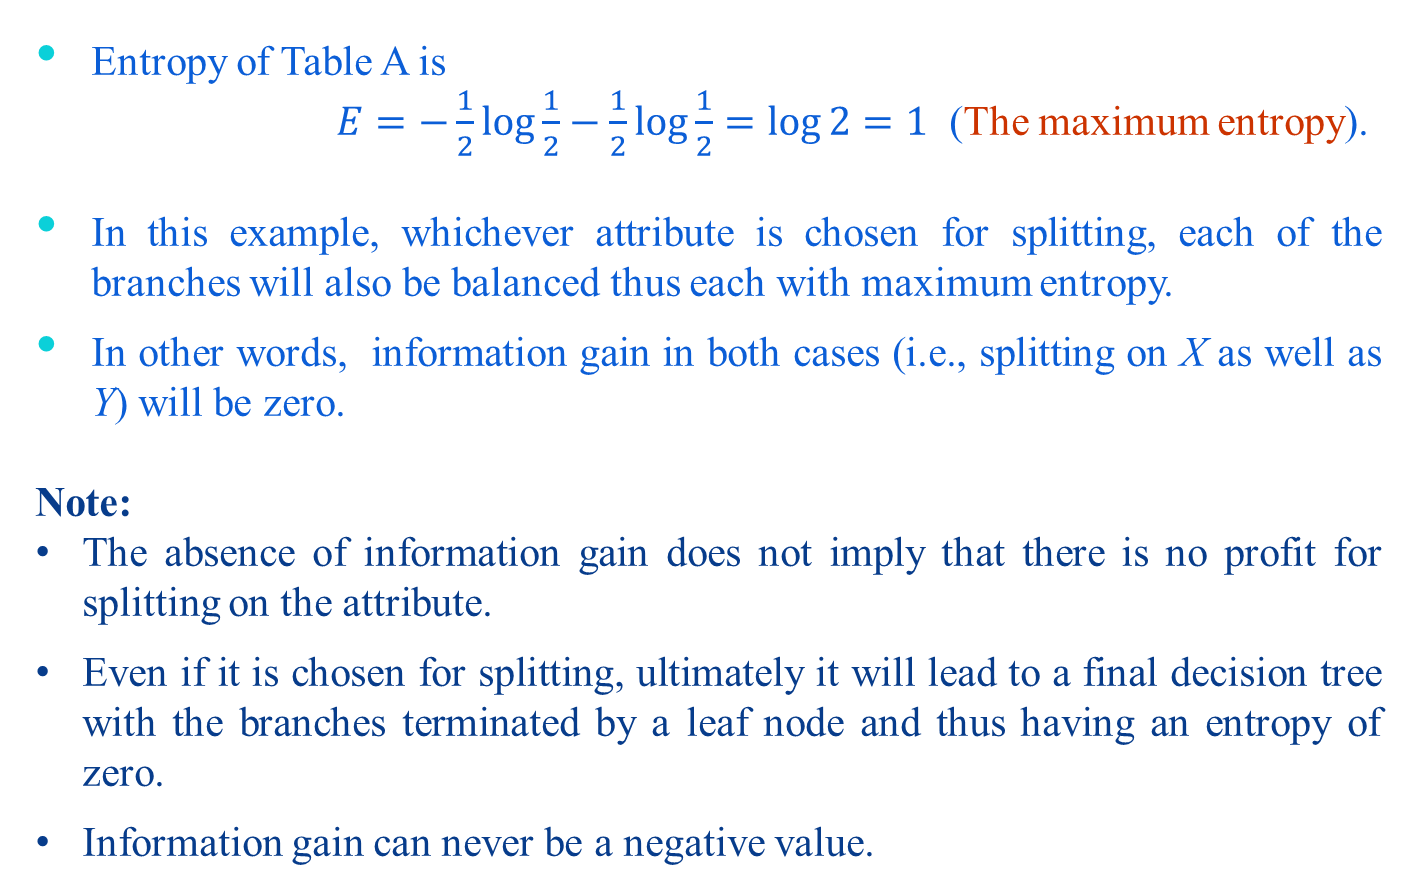 • Entropy of Table A is
E = − 1/2 log 1/2 − 1/2 log 1/2 = log 2 = 1 (The maximum entropy).
• In this example, whichever attribute is chosen for splitting, each of the
branches will also be balanced thus each with maximum entropy.
• In other words, information gain in both cases (i.e., splitting on X as well as
Y) will be zero.
Note:
• The absence of information gain does not imply that there is no profit for
splitting on the attribute.
• Even if it is chosen for splitting, ultimately it will lead to a final decision tree
with the branches terminated by a leaf node and thus having an entropy of
zero.
• Information gain can never be a negative value.